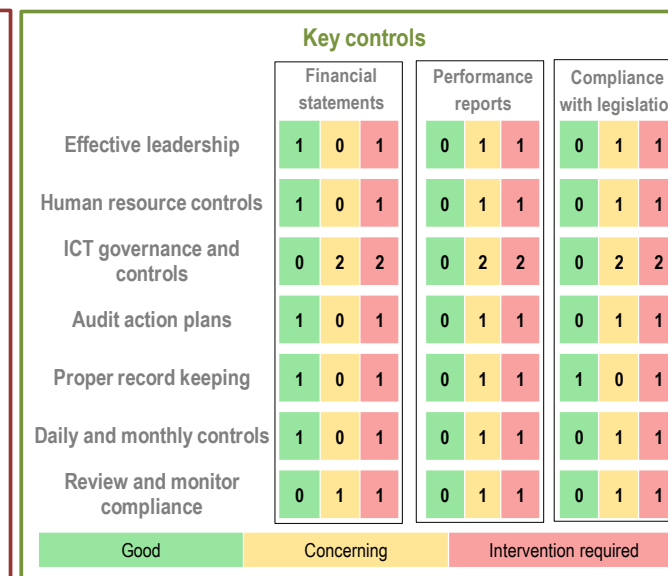 Key controls
Financial
statements
Performance
reports
Compliance
with legislatio
Effective leadership 1 0 1 0 1 1 0 1 1
Human resource controls 1 0 1 0 1 1 0 1 1
ICT governance and
controls 0 2 2 0 2 2 0 2 2
Audit action plans 1 0 1 0 1 1 0 1 1
Proper record keeping 1 0 1 0 1 1 1 0 1
Daily and monthly controls 1 0 1 0 1 1 0 1 1
Review and monitor
compliance 0 1 1 0 1 1 0 1 1
Good Concerning Intervention required